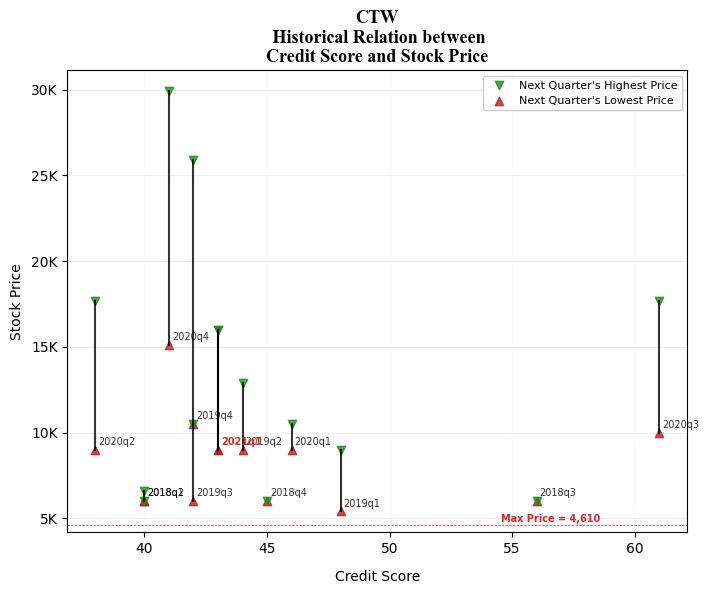 CTW
Historical Relation between
Credit Score and Stock Price
Next Quarter's Highest Price
Next Quarter's Lowest Price
30K
25K
20K
15K
10K
5K
Stock Price
2020q4
2019q4
2020q3
2020q2
2021q1
2019q2
2020q1
2019q3
2018q4
2018q3
2019q1
Max Price = 4,610
40
45
50
55
60
Credit Score